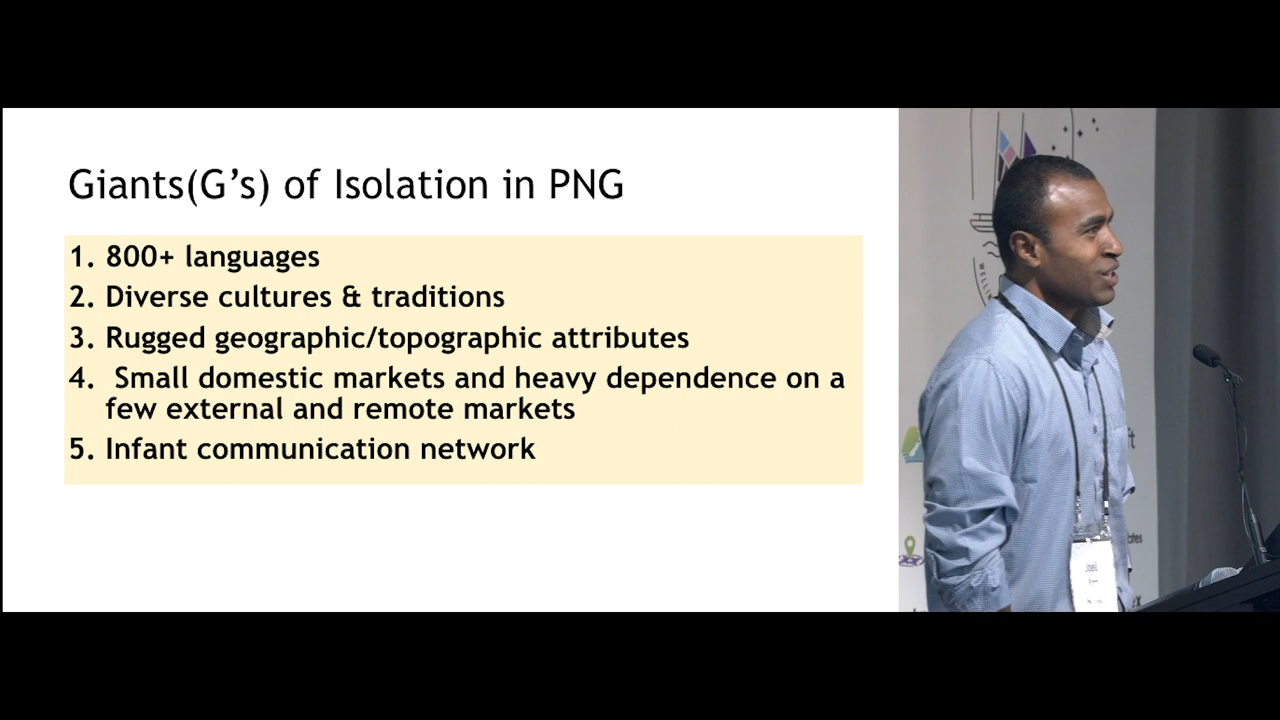 Giants(G's) of Isolation in PNG
1. 800+ languages
2. Diverse cultures & traditions
3. Rugged geographic/topographic attributes
4. Small domestic markets and heavy dependence on a
few external and remote markets
5. Infant communication network